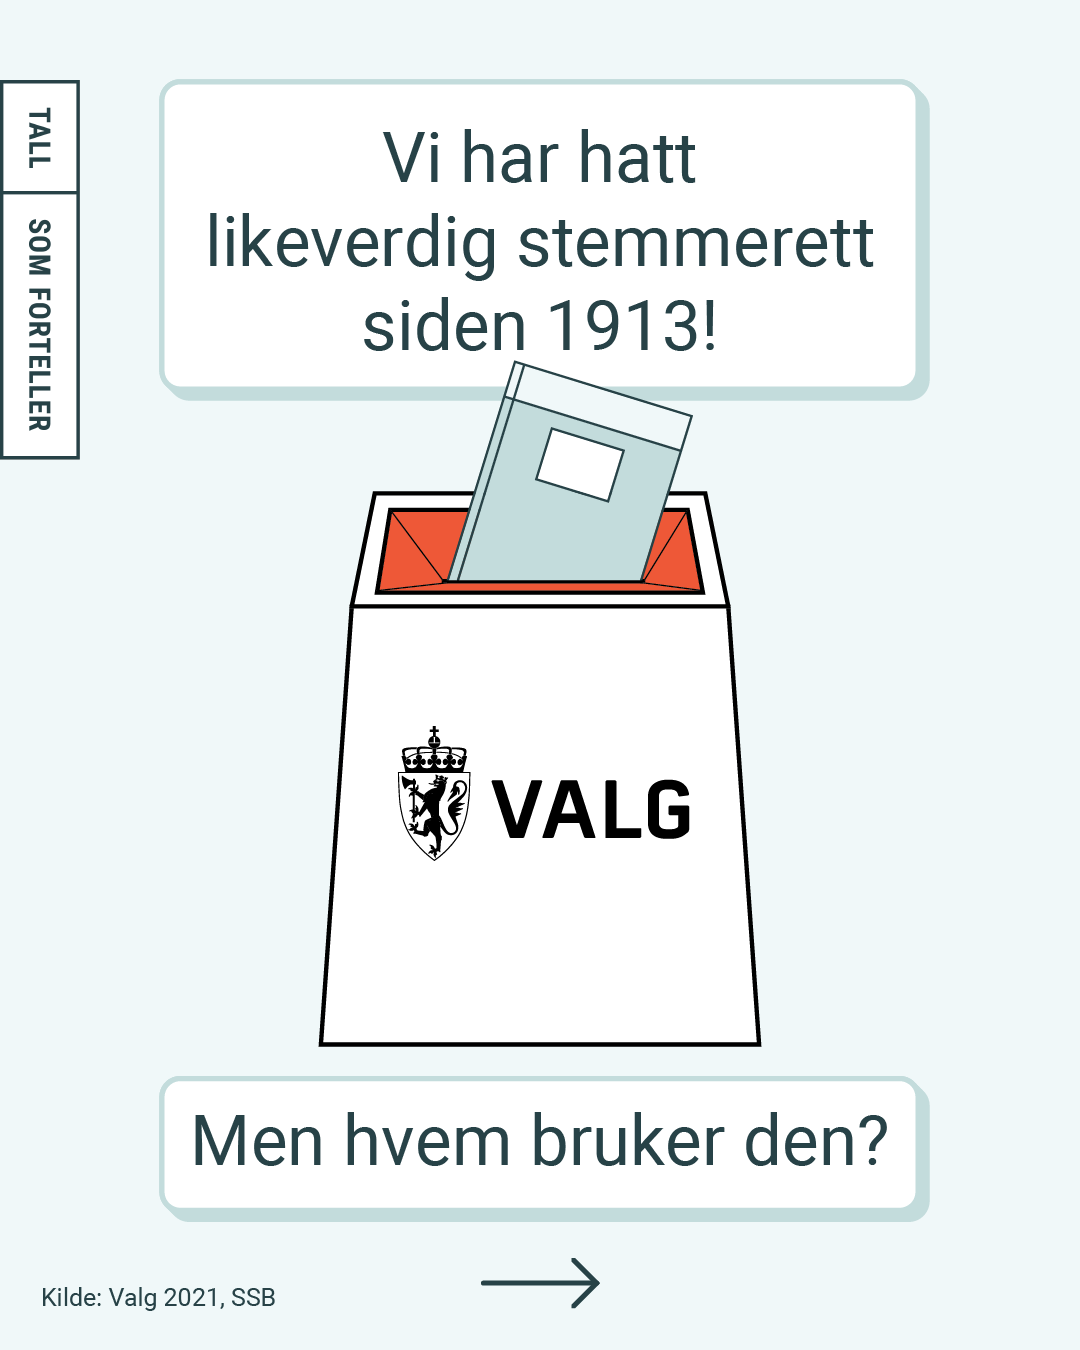 TALL
SOM FORTELLER
Vi har hatt
likeverdig stemmerett
siden 1913!
VALG
Men hvem bruker den?
Kilde: Valg 2021, SSB